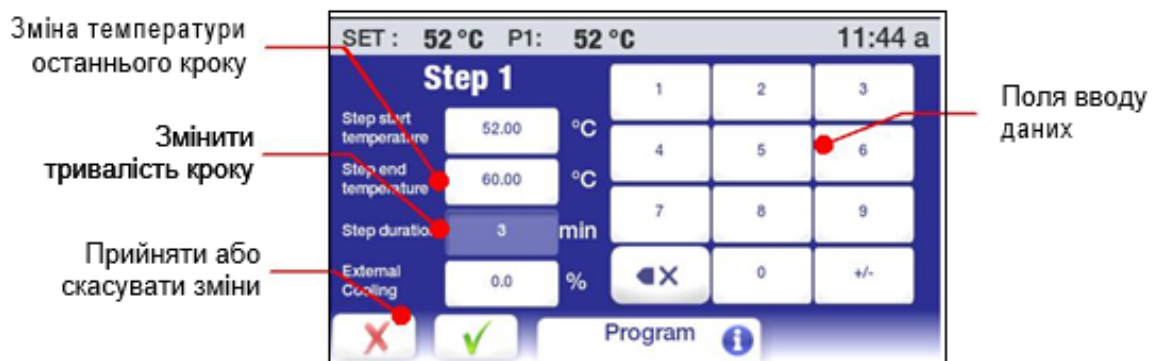 Зміна температури
останнього кроку
Змінити
тривалість кроку
Прийняти або
скасувати зміни
SET : 52 °C P1: 52 °C 11:44 a
Step 1
Step start
temperature
52.00 °C
Step end
temperature
60.00 °C
Step duration 3 min
External
Cooling
0.0 %
1 2 3
4 5 6
7 8 9
0 +/-
Program
Поля вводу
даних